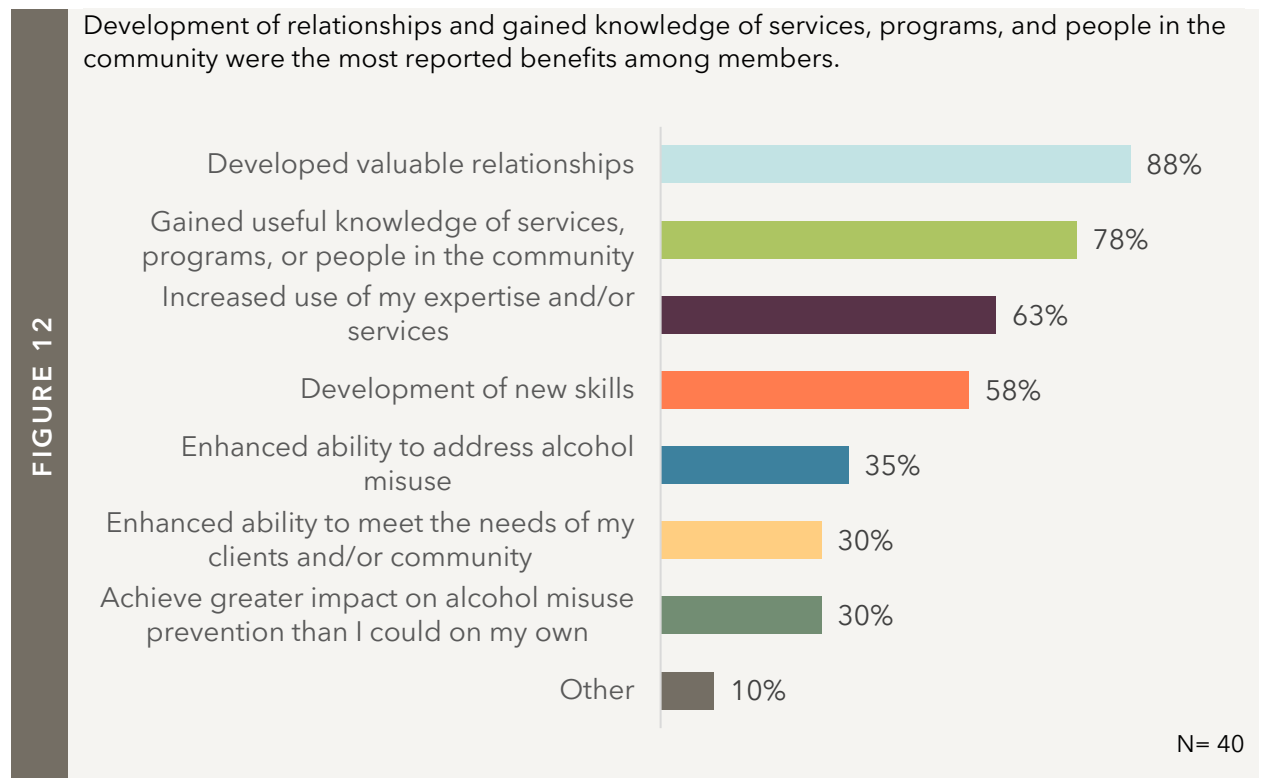 Development of relationships and gained knowledge of services, programs, and people in the
community were the most reported benefits among members.
FIGURE 12
Developed valuable relationships
88%
Gained useful knowledge of services,
programs, or people in the community
78%
Increased use of my expertise and/or
services
63%
Development of new skills
58%
Enhanced ability to address alcohol
misuse
35%
Enhanced ability to meet the needs of my
clients and/or community
30%
Achieve greater impact on alcohol misuse
prevention than I could on my own
30%
Other
10%
N= 40